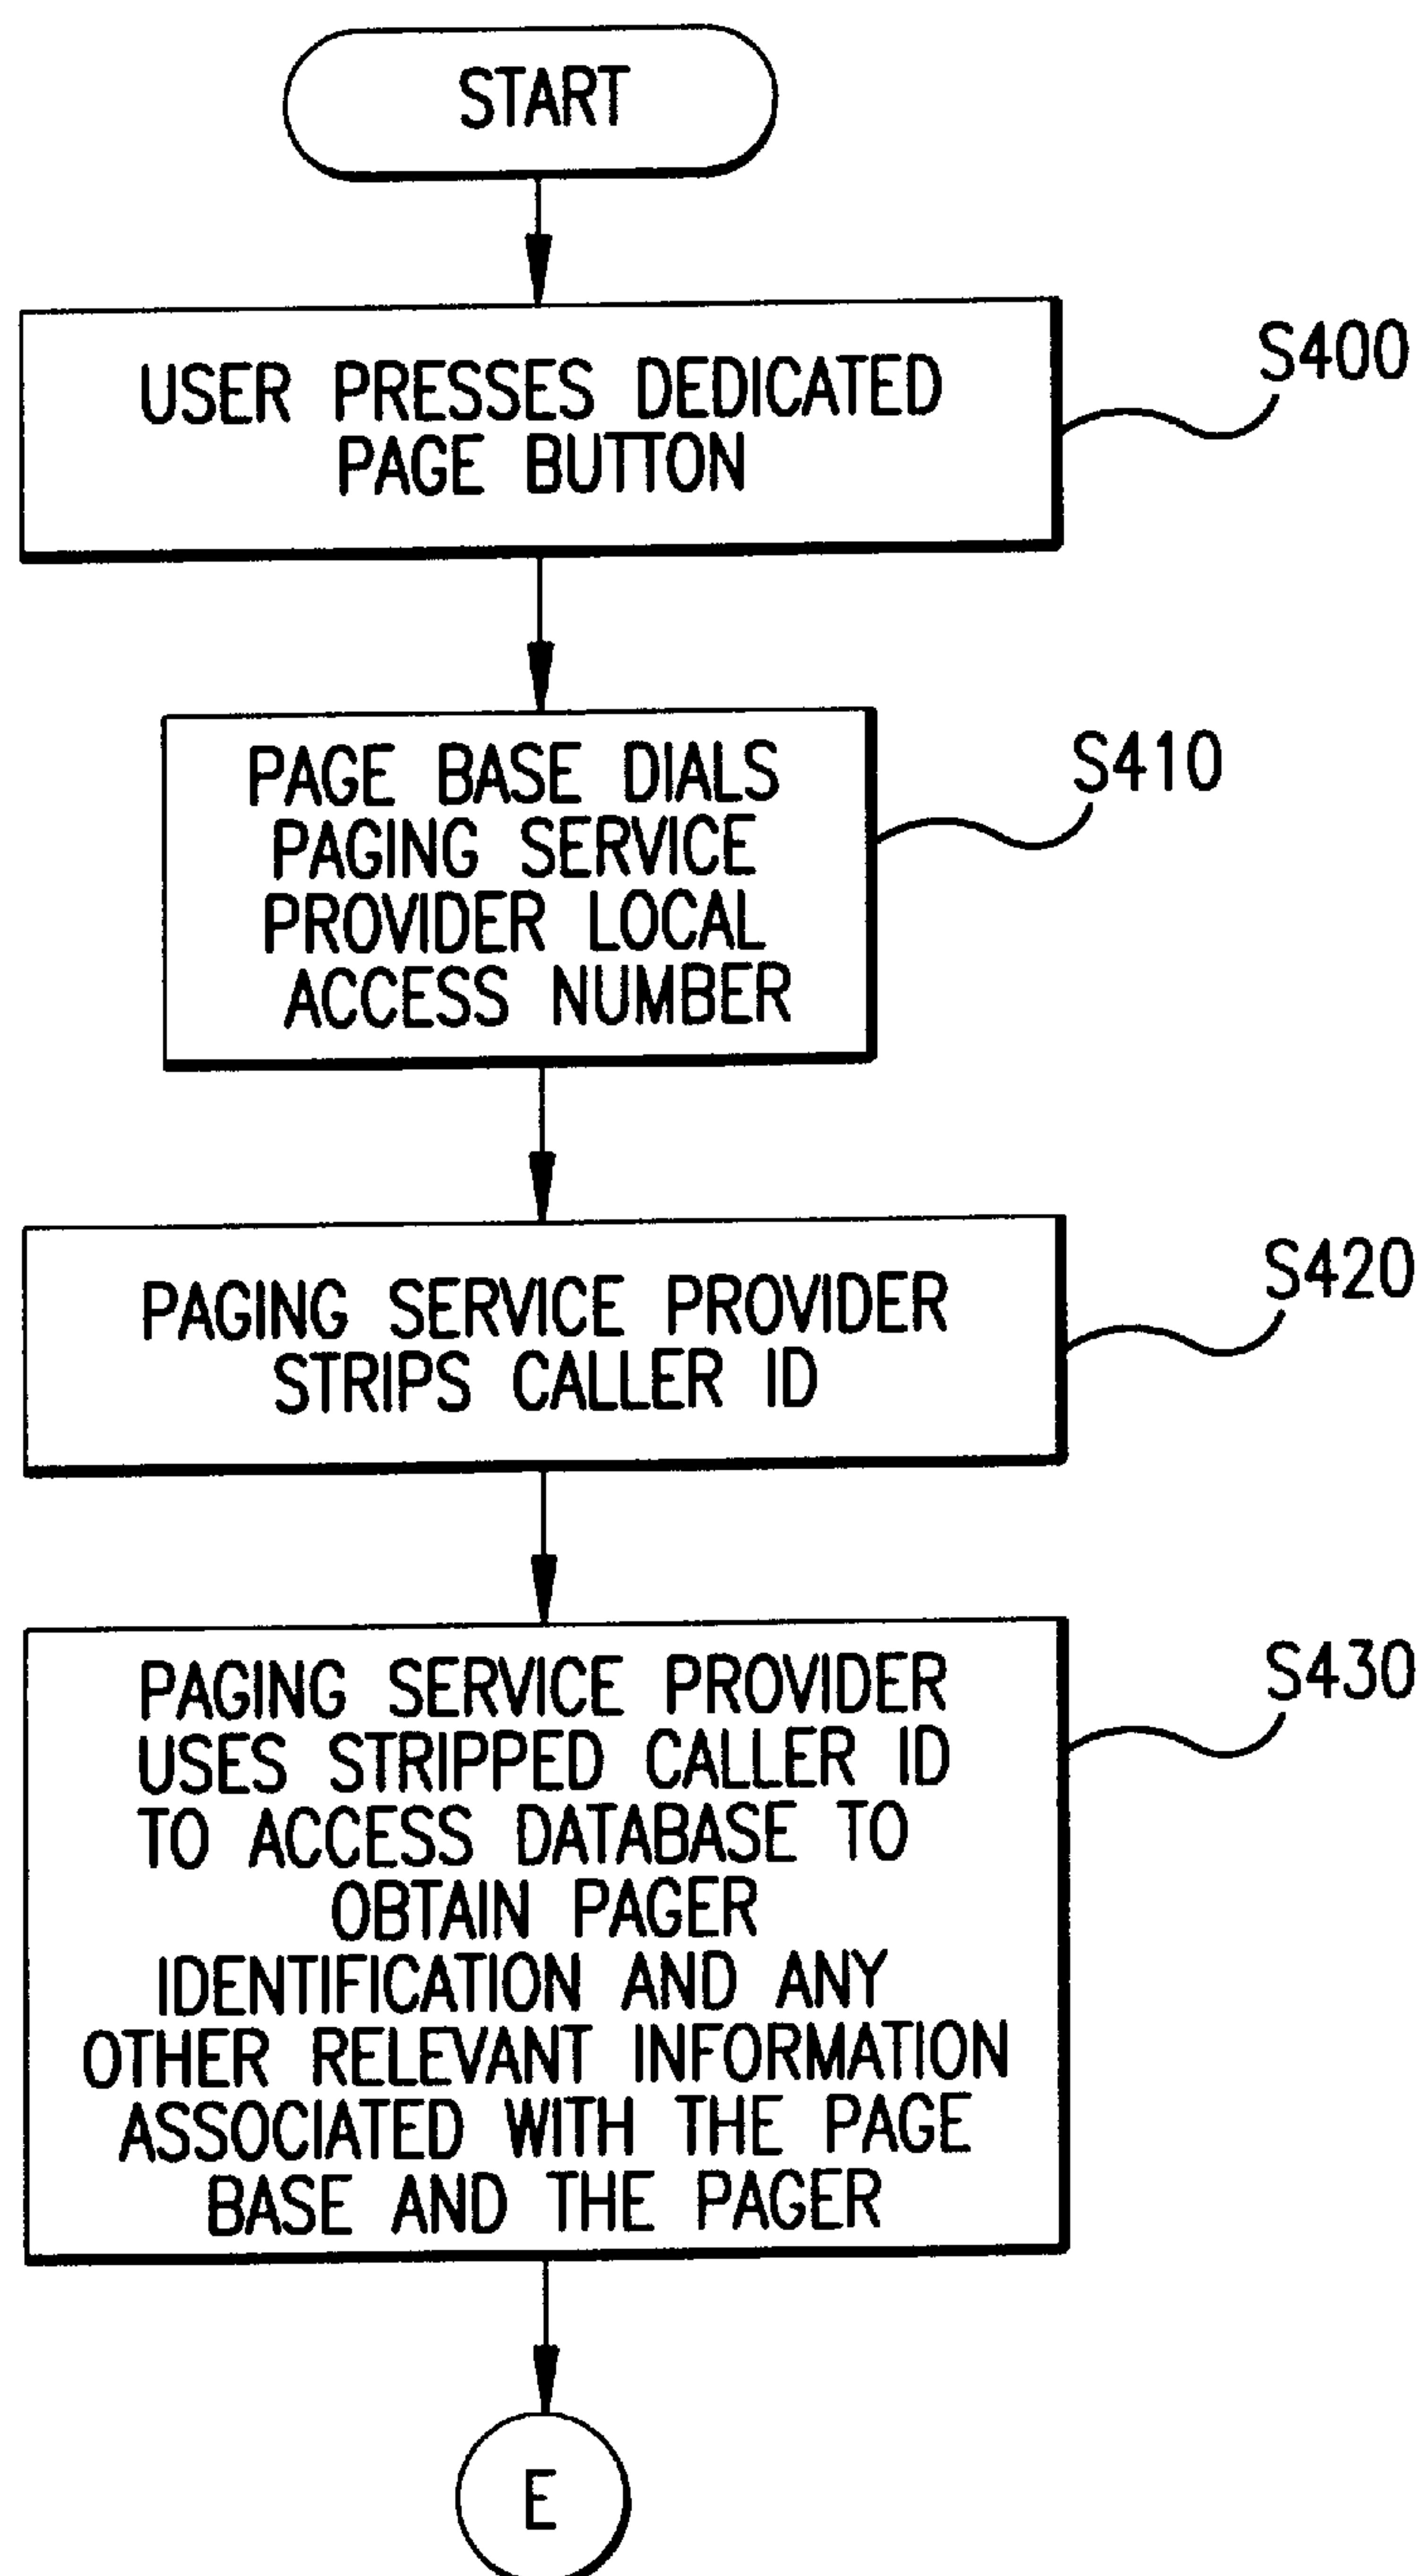 START
USER PRESSES DEDICATED
PAGE BUTTON
S400
PAGE BASE DIALS
PAGING SERVICE
PROVIDER LOCAL
ACCESS NUMBER
S410
PAGING SERVICE PROVIDER
STRIPS CALLER ID
S420
PAGING SERVICE PROVIDER
USES STRIPPED CALLER ID
TO ACCESS DATABASE TO
OBTAIN PAGER
IDENTIFICATION AND ANY
OTHER RELEVANT INFORMATION
ASSOCIATED WITH THE PAGE
BASE AND THE PAGER
S430
E